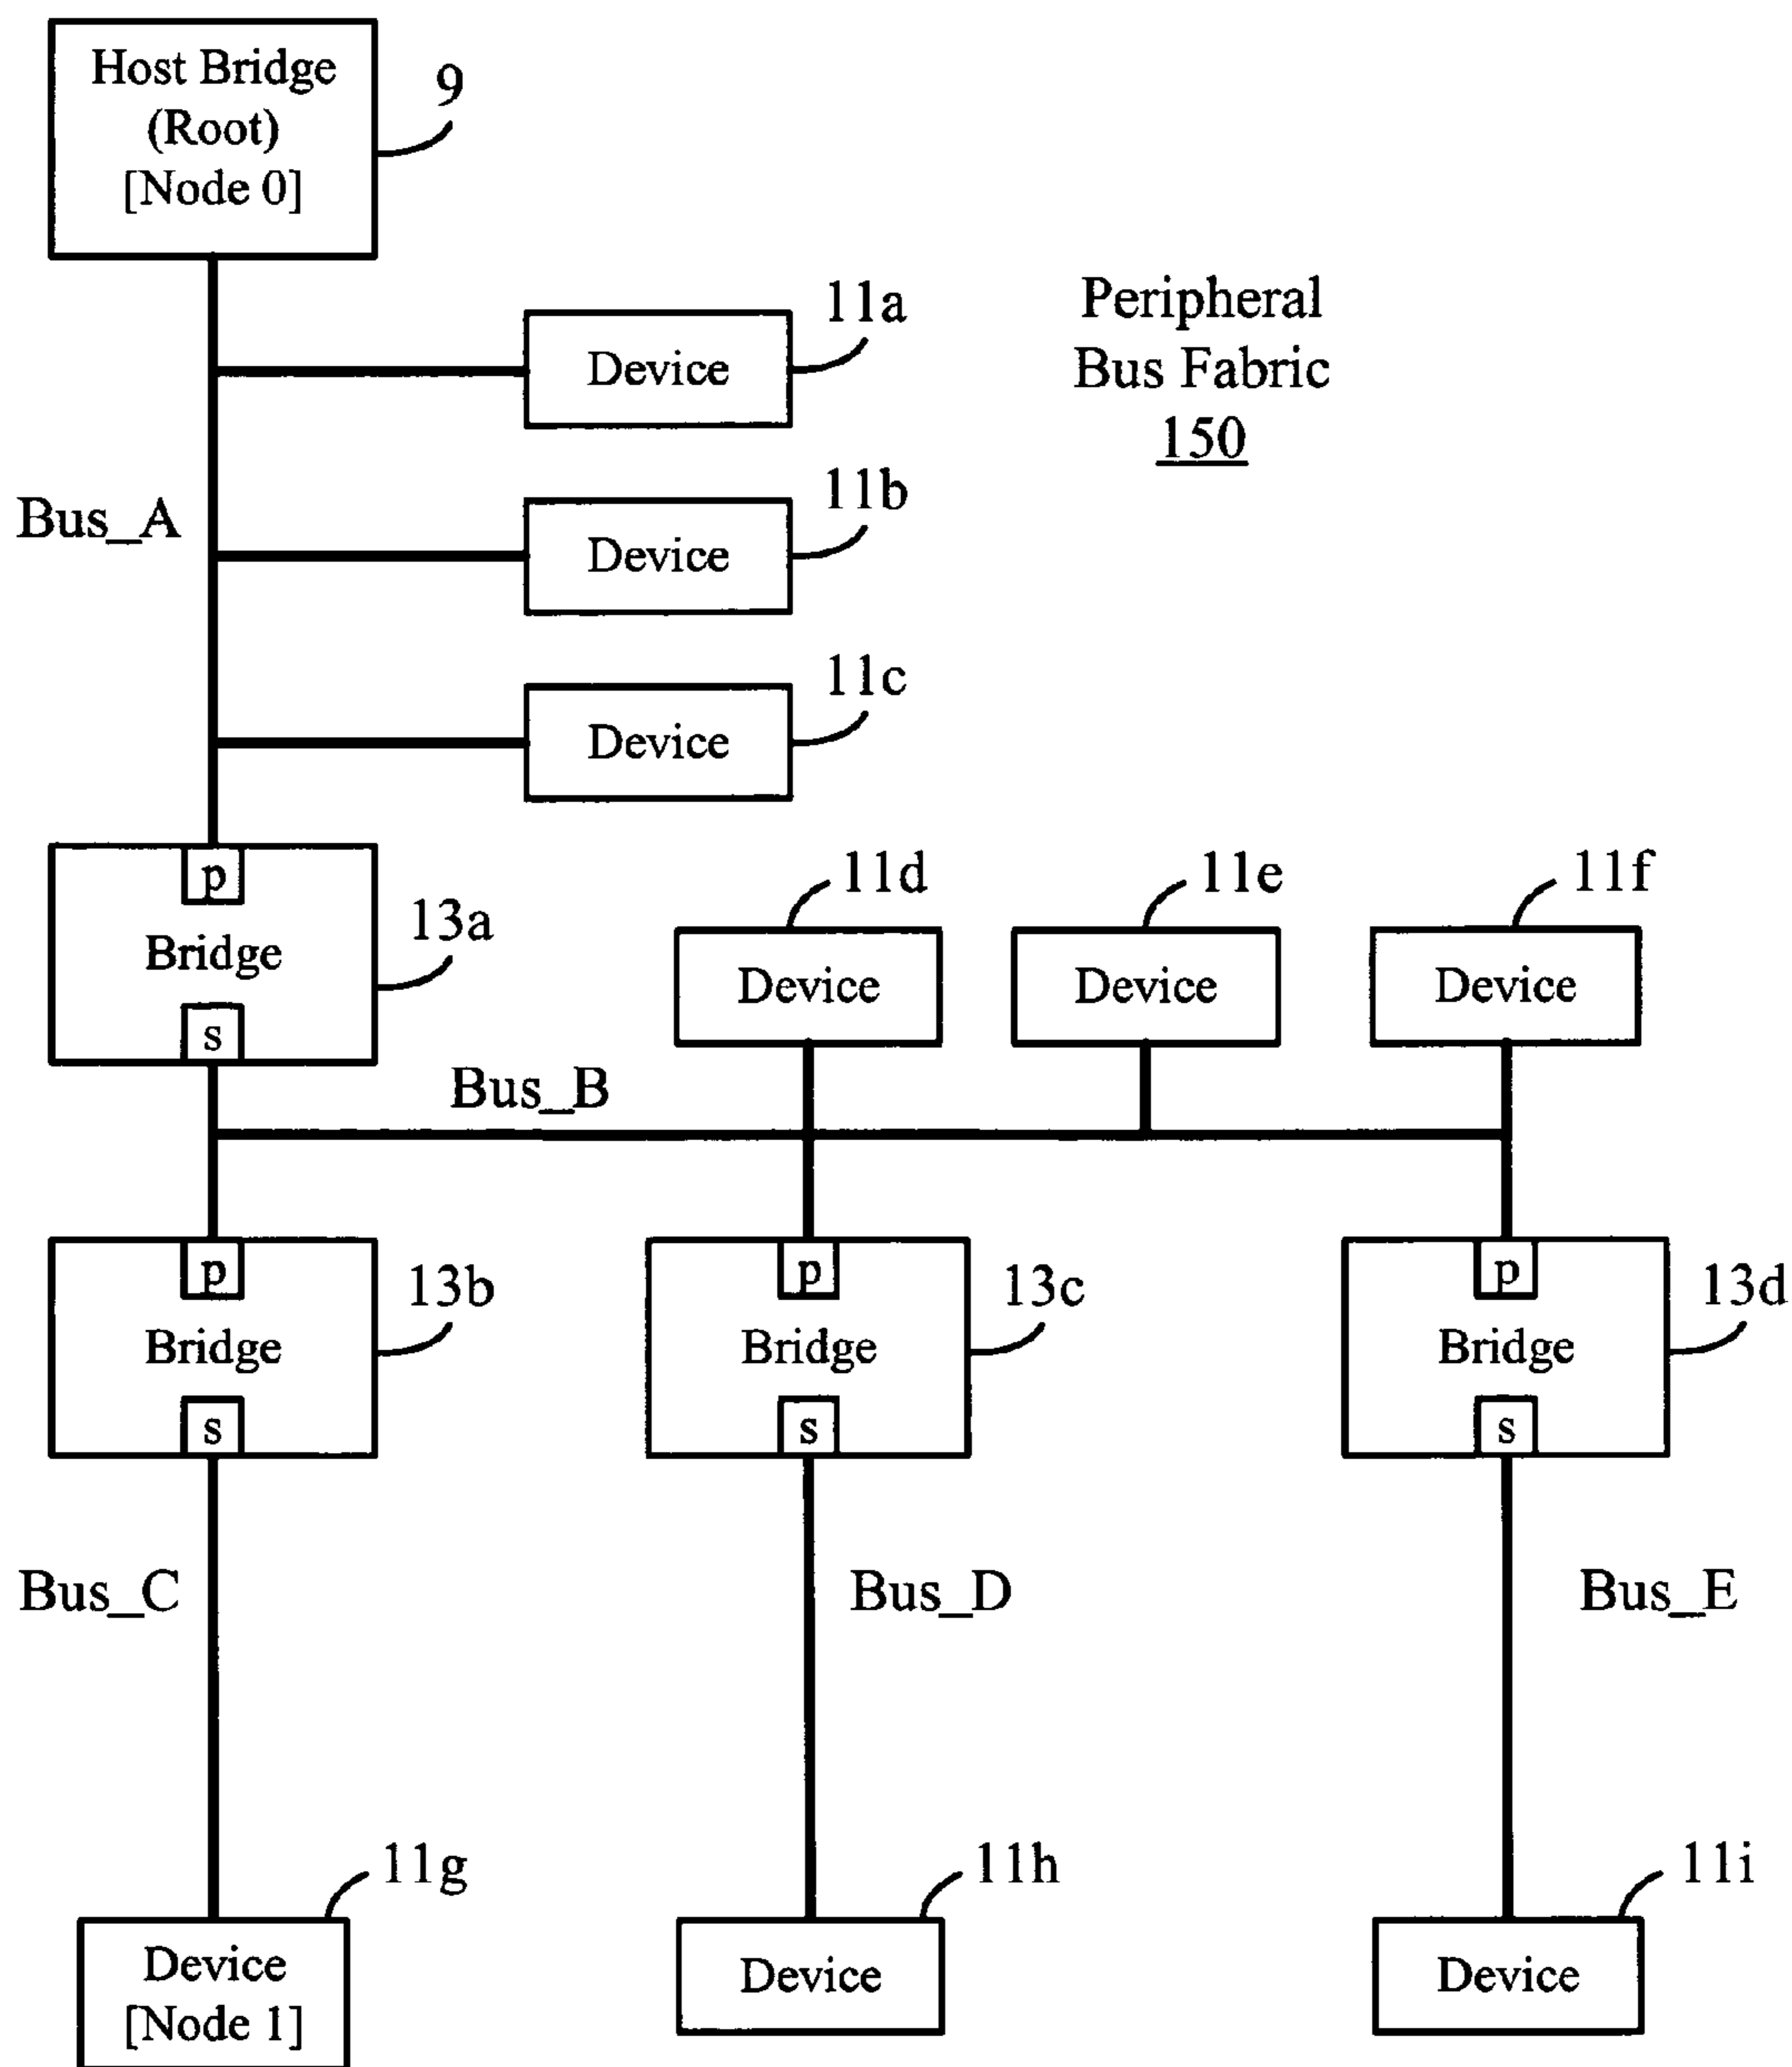 Host Bridge
(Root)
[Node 0]
9
11a
Device
Peripheral
Bus Fabric
150
11b
Device
Bus_A
11c
Device
p
Bridge
s
13a
11d
Device
11e
Device
11f
Device
Bus_B
p
Bridge
s
13b
p
Bridge
s
13c
p
Bridge
s
13d
Bus_C
Bus_D
Bus_E
11g
Device
[Node 1]
11h
Device
11i
Device